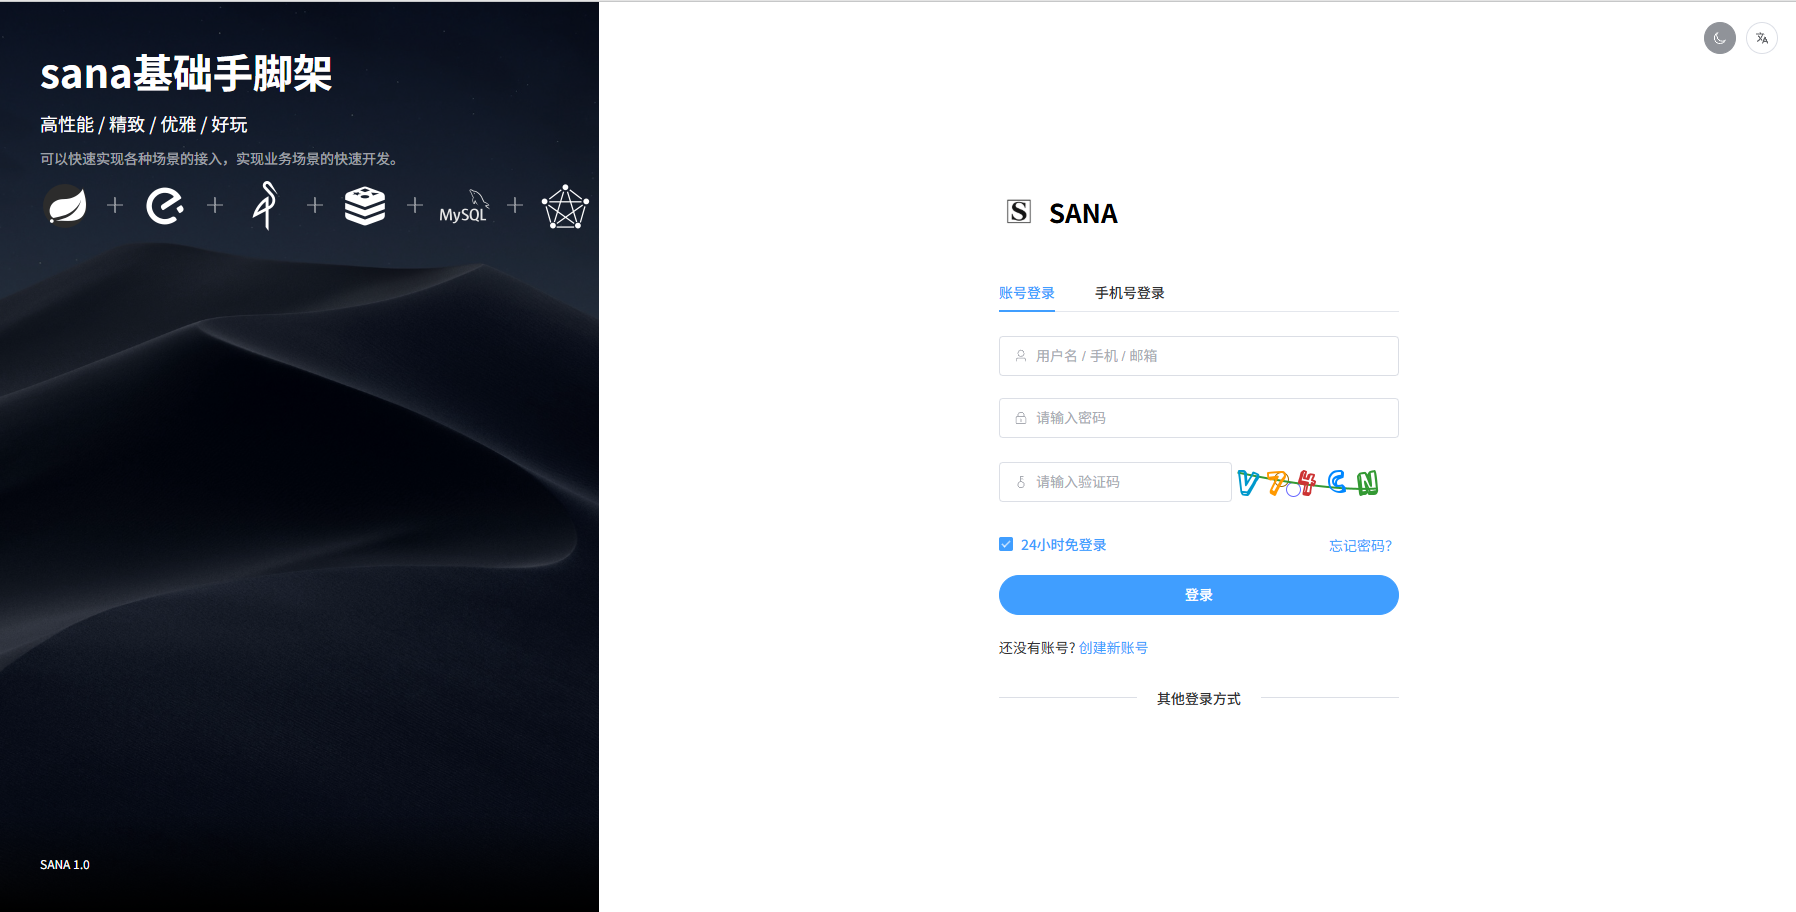 sana基础手脚架
高性能 / 精致 / 优雅 / 好玩
可以快速实现各种场景的接入，实现业务场景的快速开发。
MySQL
SANA 1.0
S SANA
账号登录 手机号登录
用户名 / 手机 / 邮箱
请输入密码
请输入验证码 V74CN
24小时免登录 忘记密码?
登录
还没有账号? 创建新账号
其他登录方式